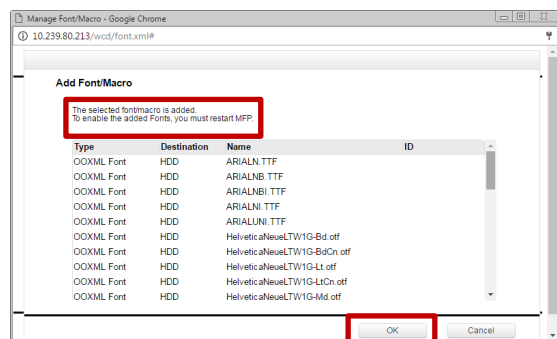 Manage Font/Macro - Google Chrome
10.239.80.213/wcd/font.xml#
Add Font/Macro
The selected font/macro is added.
To enable the added Fonts, you must restart MFP.
Type Destination Name ID
OOXML Font HDD ARIALN.TTF
OOXML Font HDD ARIALNB.TTF
OOXML Font HDD ARIALNBI.TTF
OOXML Font HDD ARIALNI.TTF
OOXML Font HDD ARIALUNI.TTF
OOXML Font HDD HelveticaNeueLTW1G-Bd.otf
OOXML Font HDD HelveticaNeueLTW1G-BdCn.otf
OOXML Font HDD HelveticaNeueLTW1G-Lt.otf
OOXML Font HDD HelveticaNeueLTW1G-LtCn.otf
OOXML Font HDD HelveticaNeueLTW1G-Md.otf
OK Cancel